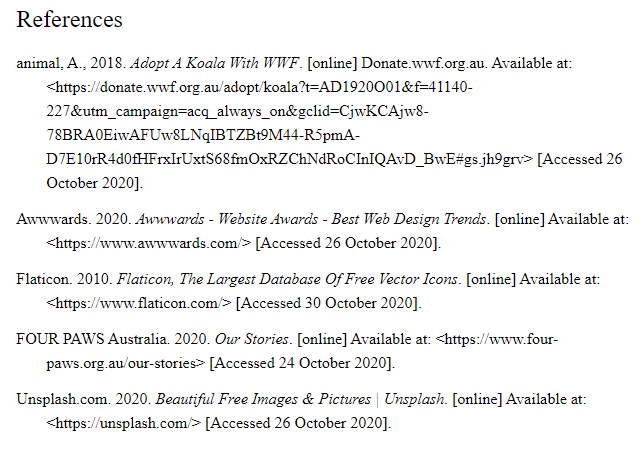 References
animal, A., 2018. Adopt A Koala With WWF. [online] Donate.wwf.org.au. Available at:
<https://donate.wwf.org.au/adopt/koala?t=AD1920O01&f=41140-
227&utm_campaign=acq_always_on&gclid=CjwKCAjw8-
78BRA0EiwAFUw8LNqIBTZBt9M44-R5pmA-
D7E10rR4d0fHFrxIrUxtS68fmOxRZChNdRoCInIQAvD_BwE#gs.jh9grv> [Accessed 26
October 2020].
Awwwards. 2020. Awwwards - Website Awards - Best Web Design Trends. [online] Available at:
<https://www.awwwards.com/> [Accessed 26 October 2020].
Flaticon. 2010. Flaticon, The Largest Database Of Free Vector Icons. [online] Available at:
<https://www.flaticon.com/> [Accessed 30 October 2020].
FOUR PAWS Australia. 2020. Our Stories. [online] Available at: <https://www.four-
paws.org.au/our-stories> [Accessed 24 October 2020].
Unsplash.com. 2020. Beautiful Free Images & Pictures | Unsplash. [online] Available at:
<https://unsplash.com/> [Accessed 26 October 2020].